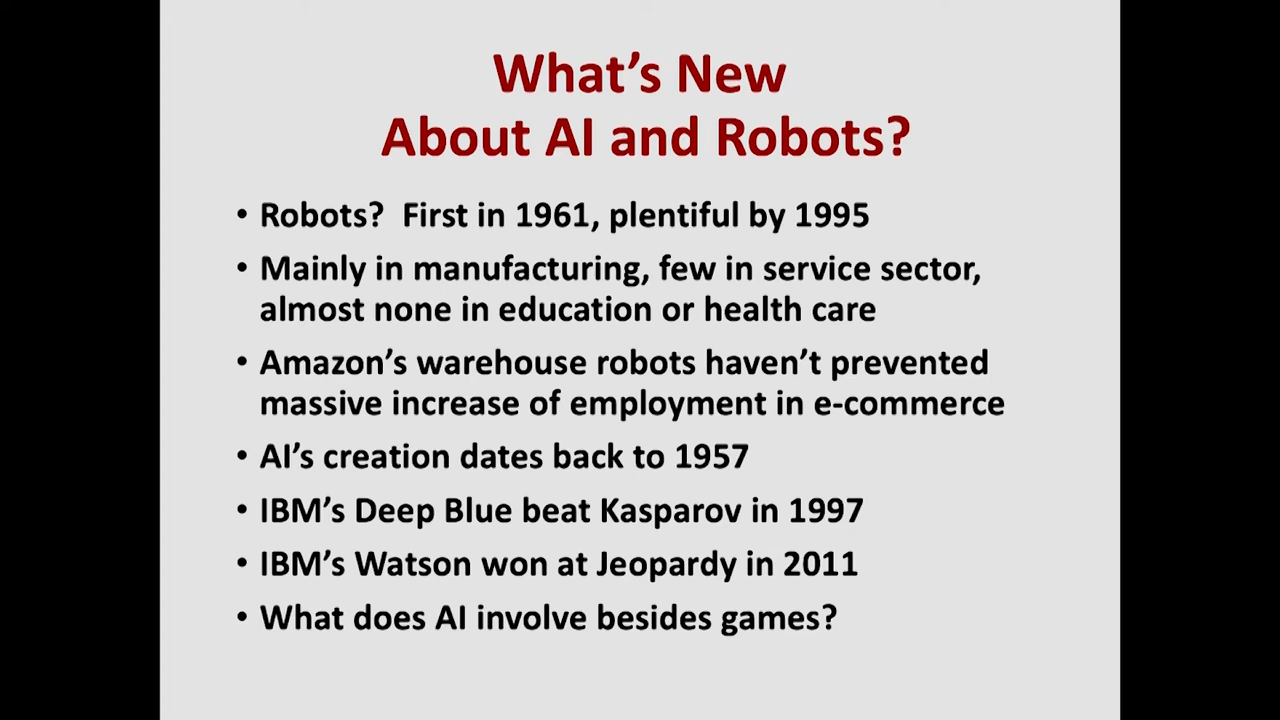 What's New
About AI and Robots?
• Robots?  First in 1961, plentiful by 1995
• Mainly in manufacturing, few in service sector,
almost none in education or health care
• Amazon's warehouse robots haven't prevented
massive increase of employment in e-commerce
• AI's creation dates back to 1957
• IBM's Deep Blue beat Kasparov in 1997
• IBM's Watson won at Jeopardy in 2011
• What does AI involve besides games?